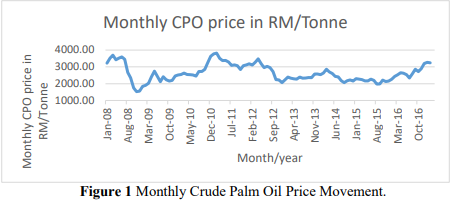 Monthly CPO price in RM/Tonne
Monthly CPO price in
RM/Tonne
4000.00
3000.00
2000.00
1000.00
Jan-08
Aug-08
Mar-09
Oct-09
May-10
Dec-10
Jul-11
Feb-12
Sep-12
Apr-13
Nov-13
Jun-14
Jan-15
Aug-15
Mar-16
Oct-16
Month/year
Figure 1 Monthly Crude Palm Oil Price Movement.